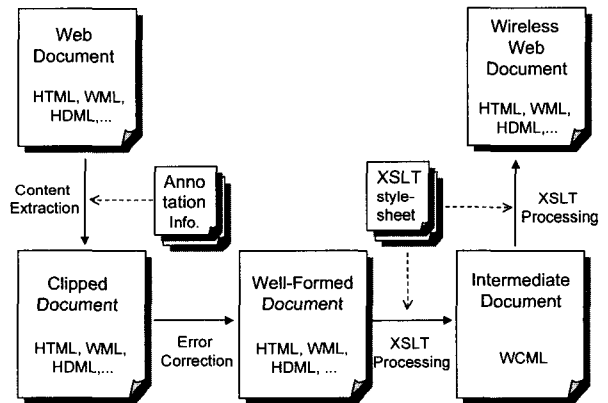 Web
Document
HTML, WML,
HDML,...
Wireless
Web
Document
HTML, WML,
HDML,...
Content
Extraction
Anno
tation
Info.
XSLT
style-
sheet
XSLT
Processing
Clipped
Document
HTML, WML,
HDML,...
Error
Correction
Well-Formed
Document
HTML, WML,
HDML, ...
XSLT
Processing
Intermediate
Document
WCML